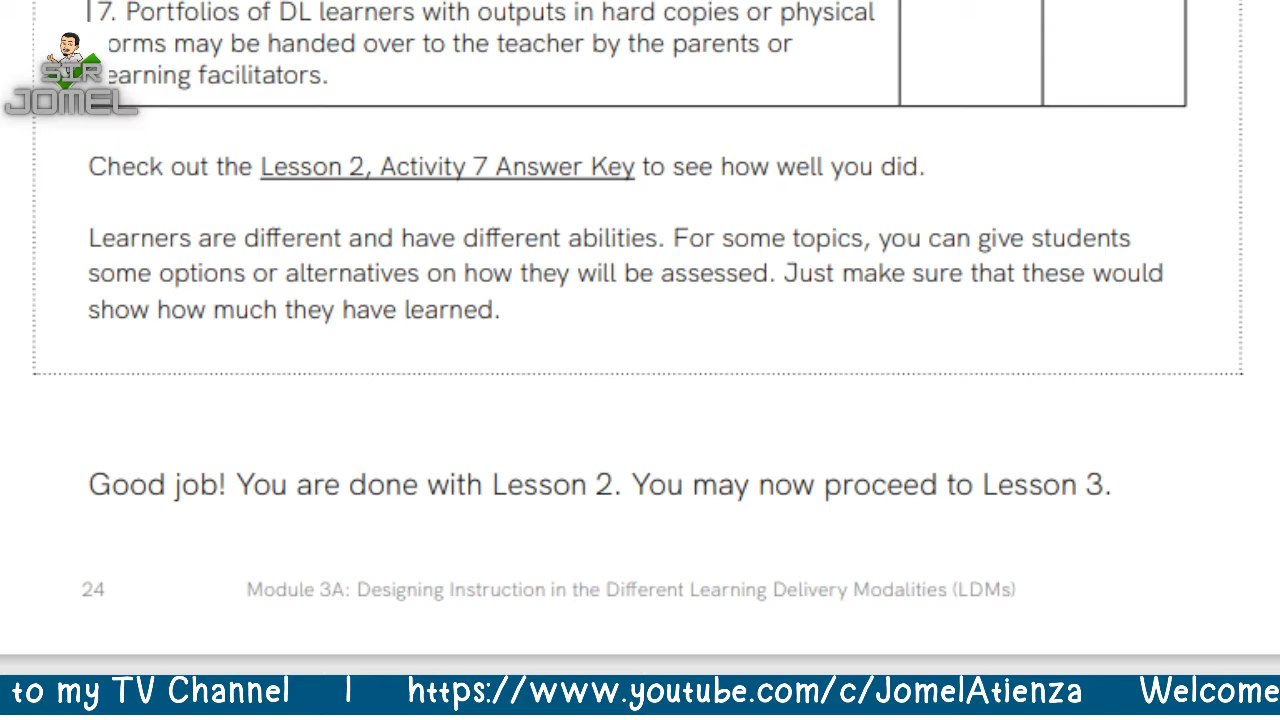 7. Portfolios of DL learners with outputs in hard copies or physical
orms may be handed over to the teacher by the parents or
earning facilitators.
SIR
JOMEL
Check out the Lesson 2, Activity 7 Answer Key to see how well you did.
Learners are different and have different abilities. For some topics, you can give students
some options or alternatives on how they will be assessed. Just make sure that these would
show how much they have learned.
Good job! You are done with Lesson 2. You may now proceed to Lesson 3.
24 Module 3A: Designing Instruction in the Different Learning Delivery Modalities (LDMs)
to my TV Channel | https://www.youtube.com/c/JomelAtienza Welcome